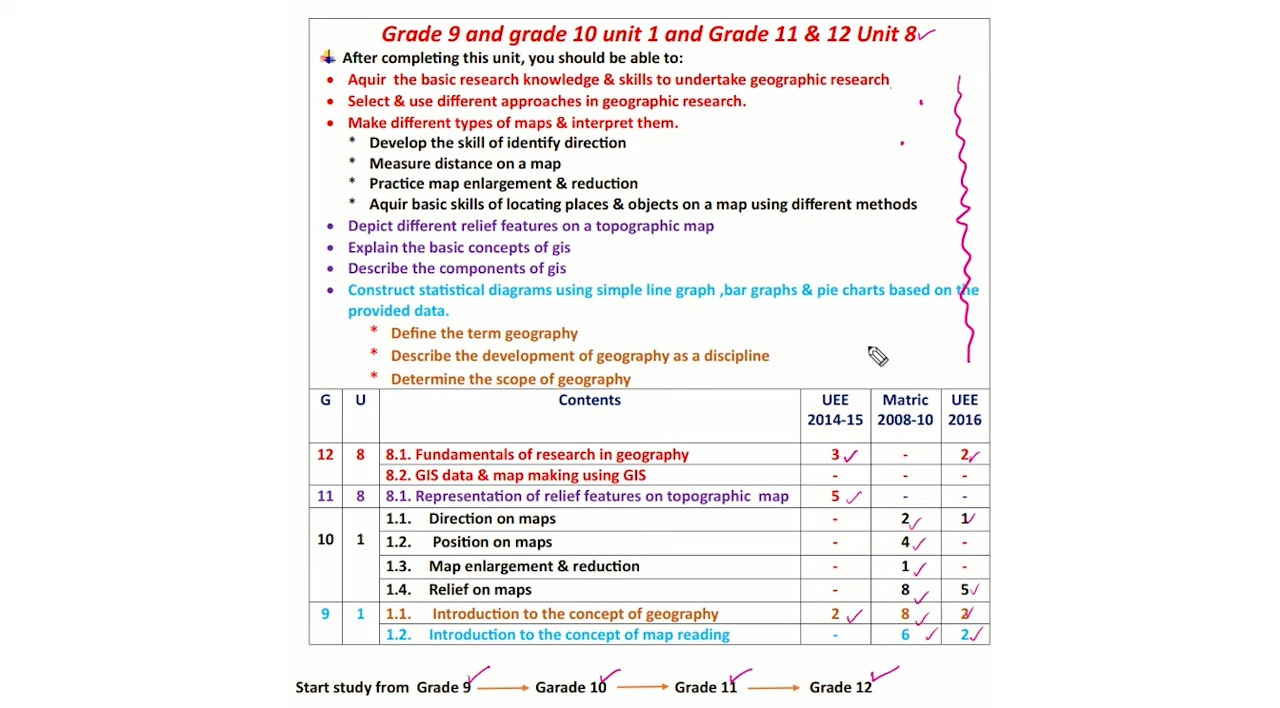 Grade 9 and grade 10 unit 1 and Grade 11 & 12 Unit 8
After completing this unit, you should be able to:
• Aquir the basic research knowledge & skills to undertake geographic research
• Select & use different approaches in geographic research.
• Make different types of maps & interpret them.
* Develop the skill of identify direction
* Measure distance on a map
* Practice map enlargement & reduction
* Aquir basic skills of locating places & objects on a map using different methods
• Depict different relief features on a topographic map
• Explain the basic concepts of gis
• Describe the components of gis
• Construct statistical diagrams using simple line graph ,bar graphs & pie charts based on the
provided data.
* Define the term geography
* Describe the development of geography as a discipline
* Determine the scope of geography
G U Contents UEE 2014-15 Matric 2008-10 UEE 2016
12 8 8.1. Fundamentals of research in geography 3 - 2
8.2. GIS data & map making using GIS - - -
11 8 8.1. Representation of relief features on topographic map 5 - -
10 1 1.1. Direction on maps - 2 1
1.2. Position on maps - 4 -
1.3. Map enlargement & reduction - 1 -
1.4. Relief on maps - 8 5
9 1 1.1. Introduction to the concept of geography 2 8 2
1.2. Introduction to the concept of map reading - 6 2
Start study from Grade 9 → Garade 10 → Grade 11 → Grade 12